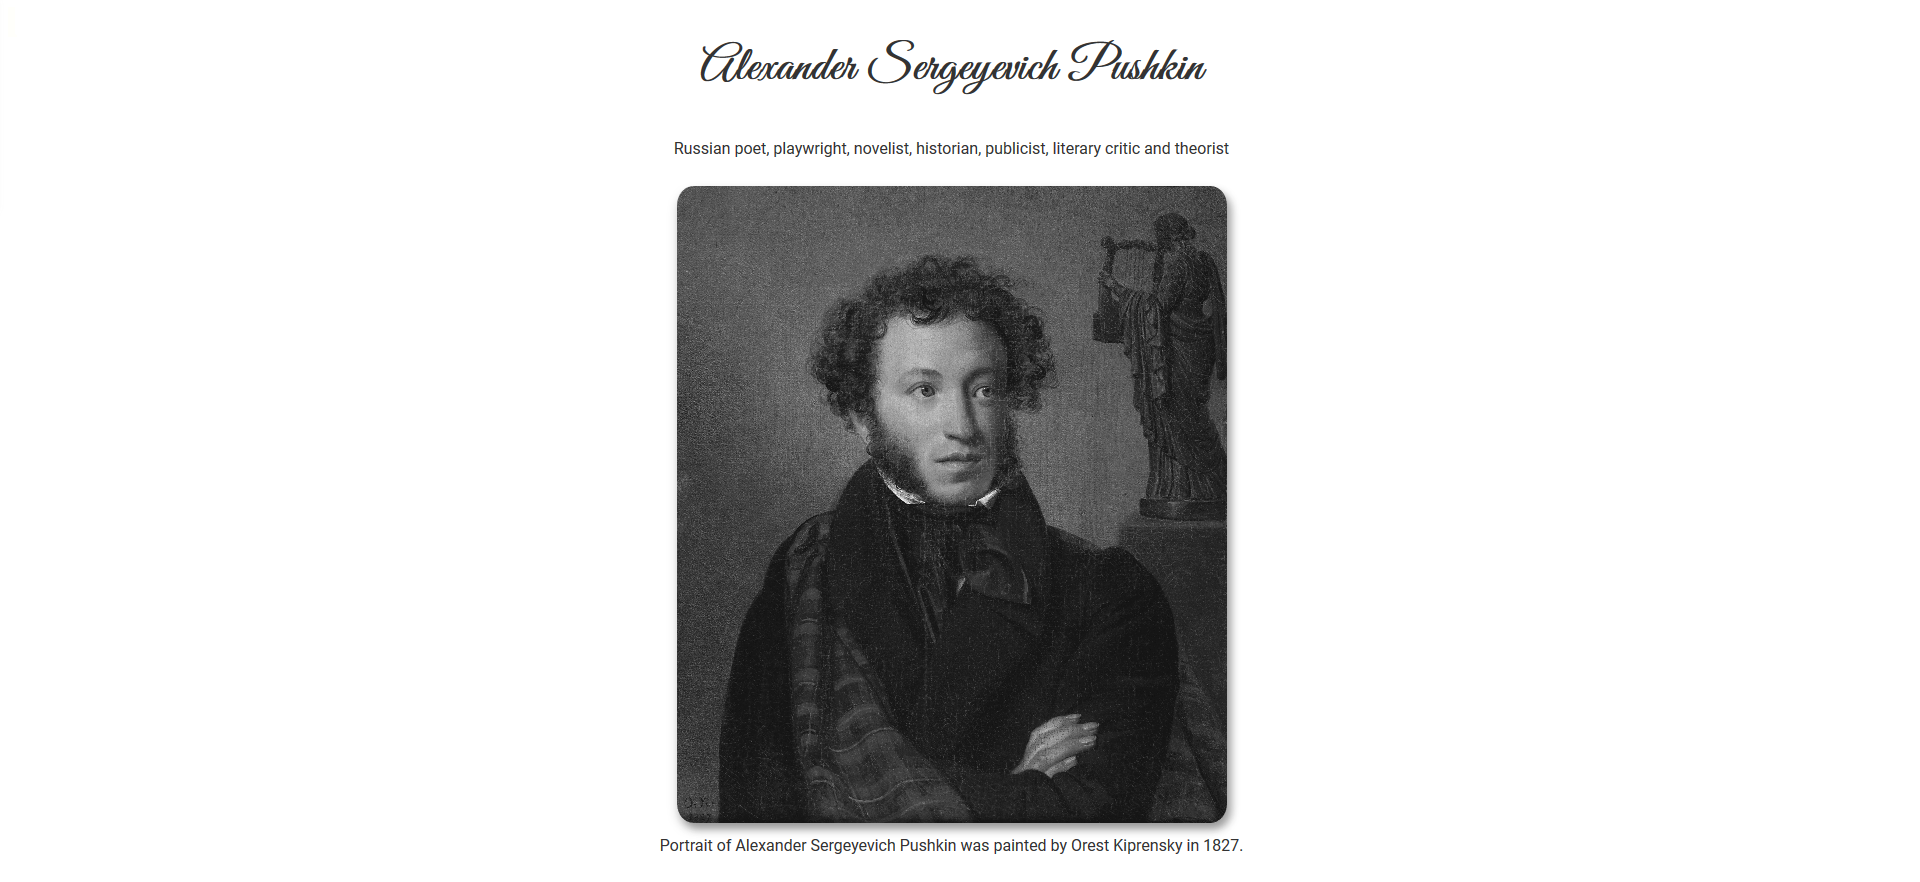 Alexander Sergeyevich Pushkin
Russian poet, playwright, novelist, historian, publicist, literary critic and theorist
Portrait of Alexander Sergeyevich Pushkin was painted by Orest Kiprensky in 1827.